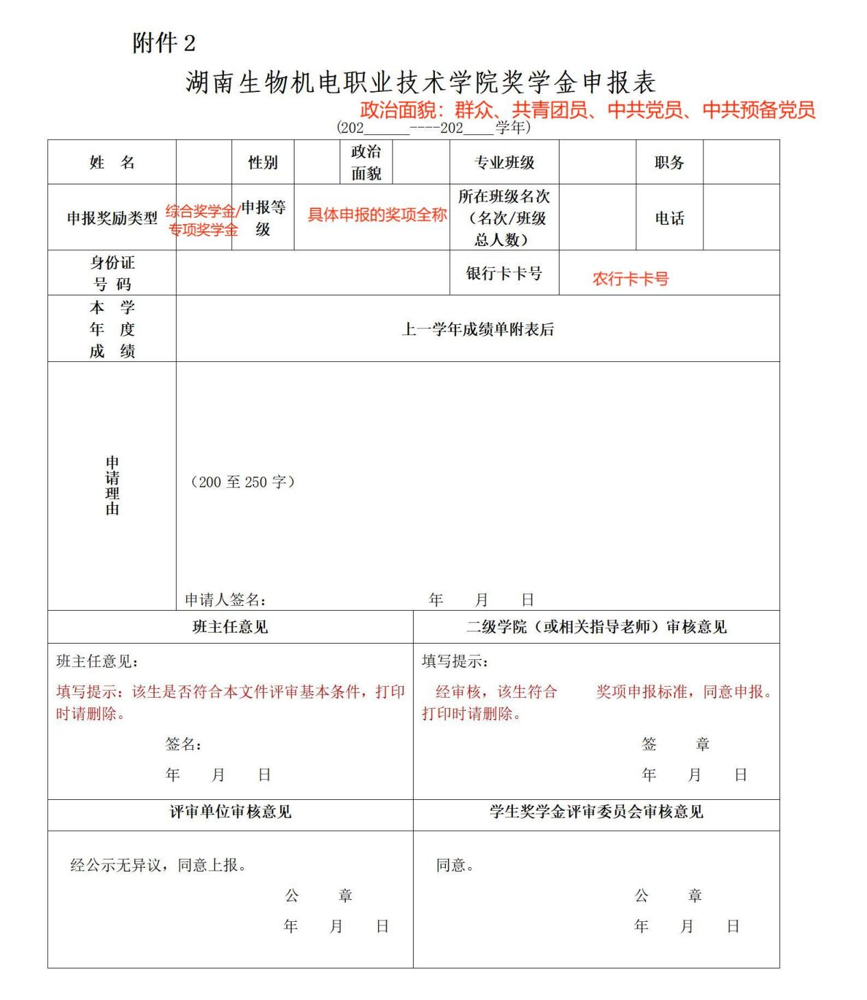 附件 2
湖南生物机电职业技术学院奖学金申报表
政治面貌：群众、共青团员、中共党员、中共预备党员
(202______----202____学年)
姓 名
性别
政治
面貌
专业班级
职务
申报奖励类型
综合奖学金/
专项奖学金
申报等
级
具体申报的奖项全称
所在班级名次
（名次/班级
总人数）
电话
身份证
号 码
银行卡卡号
农行卡卡号
本 学
年 度
成 绩
上一学年成绩单附表后
申
请
理
由
（200 至 250 字）
申请人签名： 年 月 日
班主任意见
二级学院（或相关指导老师）审核意见
班主任意见：
填写提示：该生是否符合本文件评审基本条件，打印
时请删除。
签名：
年 月 日
填写提示：
经审核，该生符合 奖项申报标准，同意申报。
打印时请删除。
签 章
年 月 日
评审单位审核意见
学生奖学金评审委员会审核意见
经公示无异议，同意上报。
公 章
年 月 日
同意。
公 章
年 月 日